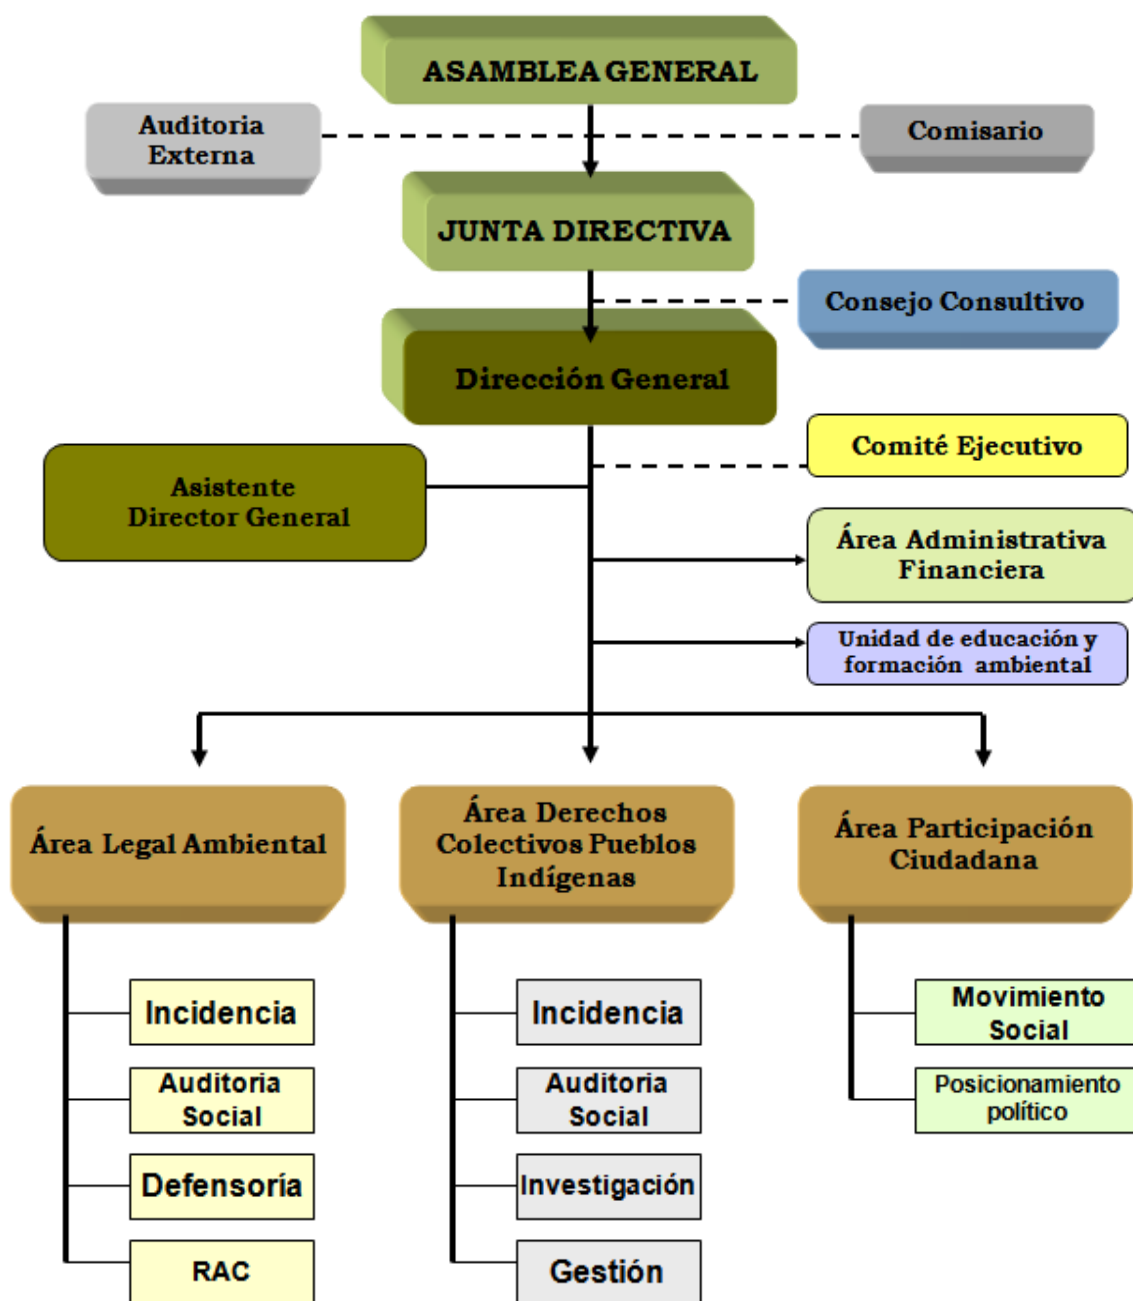 ASAMBLEA GENERAL
Auditoria
Externa
Comisario
JUNTA DIRECTIVA
Consejo Consultivo
Dirección General
Comité Ejecutivo
Asistente
Director General
Área Administrativa
Financiera
Unidad de educación y
formación ambiental
Área Legal Ambiental
Área Derechos
Colectivos Pueblos
Indígenas
Área Participación
Ciudadana
Incidencia
Auditoria
Social
Defensoría
RAC
Incidencia
Auditoria
Social
Investigación
Gestión
Movimiento
Social
Posicionamiento
político